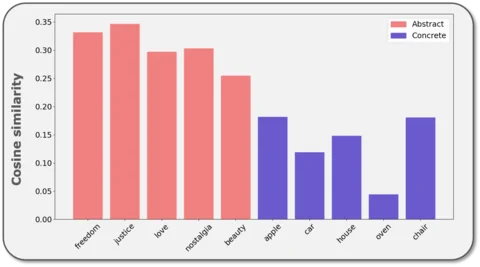 Cosine similarity
0.35
0.30
0.25
0.20
0.15
0.10
0.05
0.00
Abstract
Concrete
freedom
justice
love
nostalgia
beauty
apple
car
house
oven
chair